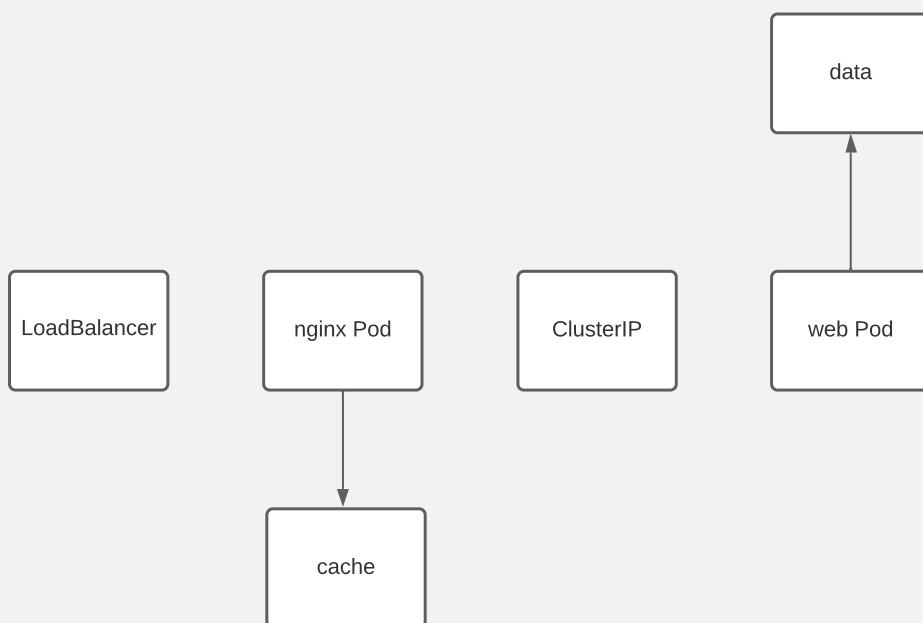 data
LoadBalancer
nginx Pod
ClusterIP
web Pod
cache